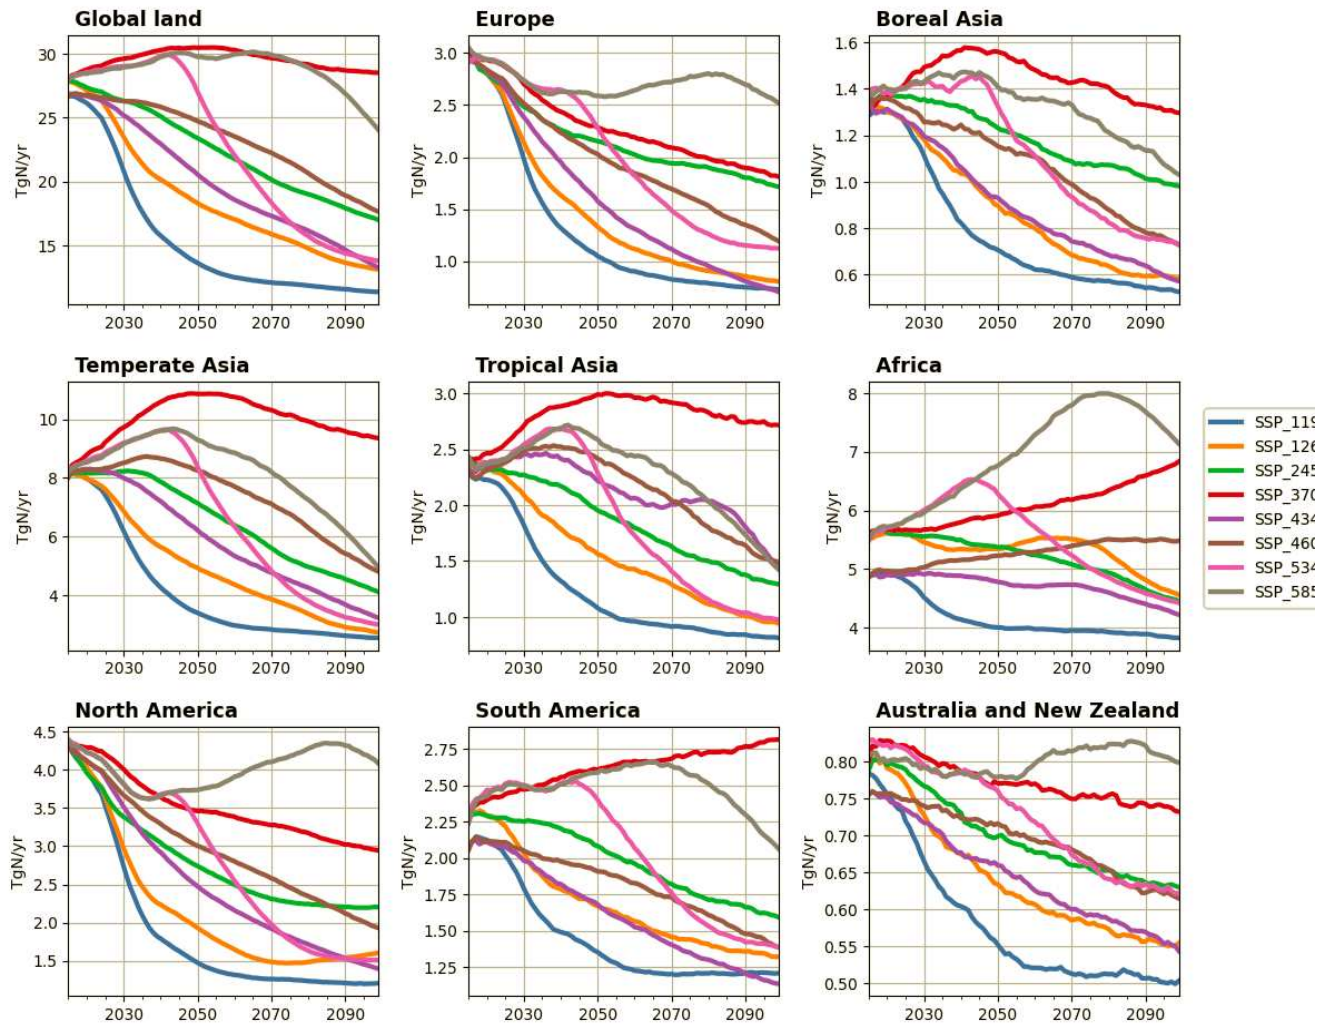 Global land
Europe
Boreal Asia
TgN/yr
30
25
20
15
2030 2050 2070 2090
TgN/yr
3.0
2.5
2.0
1.5
1.0
2030 2050 2070 2090
TgN/yr
1.6
1.4
1.2
1.0
0.8
0.6
2030 2050 2070 2090
Temperate Asia
Tropical Asia
Africa
TgN/yr
10
8
6
4
2030 2050 2070 2090
TgN/yr
3.0
2.5
2.0
1.5
1.0
2030 2050 2070 2090
TgN/yr
8
7
6
5
4
2030 2050 2070 2090
SSP_119
SSP_126
SSP_245
SSP_370
SSP_434
SSP_460
SSP_534
SSP_585
North America
South America
Australia and New Zealand
TgN/yr
4.5
4.0
3.5
3.0
2.5
2.0
1.5
2030 2050 2070 2090
TgN/yr
2.75
2.50
2.25
2.00
1.75
1.50
1.25
2030 2050 2070 2090
TgN/yr
0.80
0.75
0.70
0.65
0.60
0.55
0.50
2030 2050 2070 2090